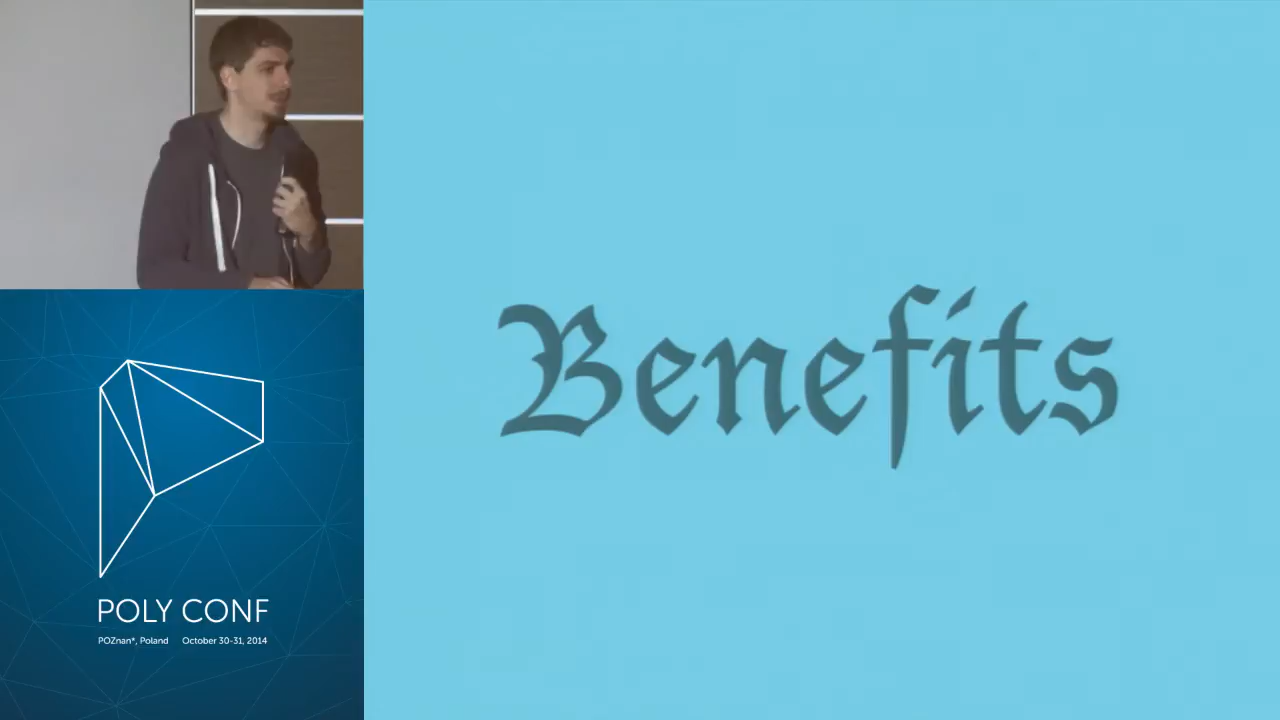 Benefits
POLY CONF
POZnan*, Poland October 30-31, 2014